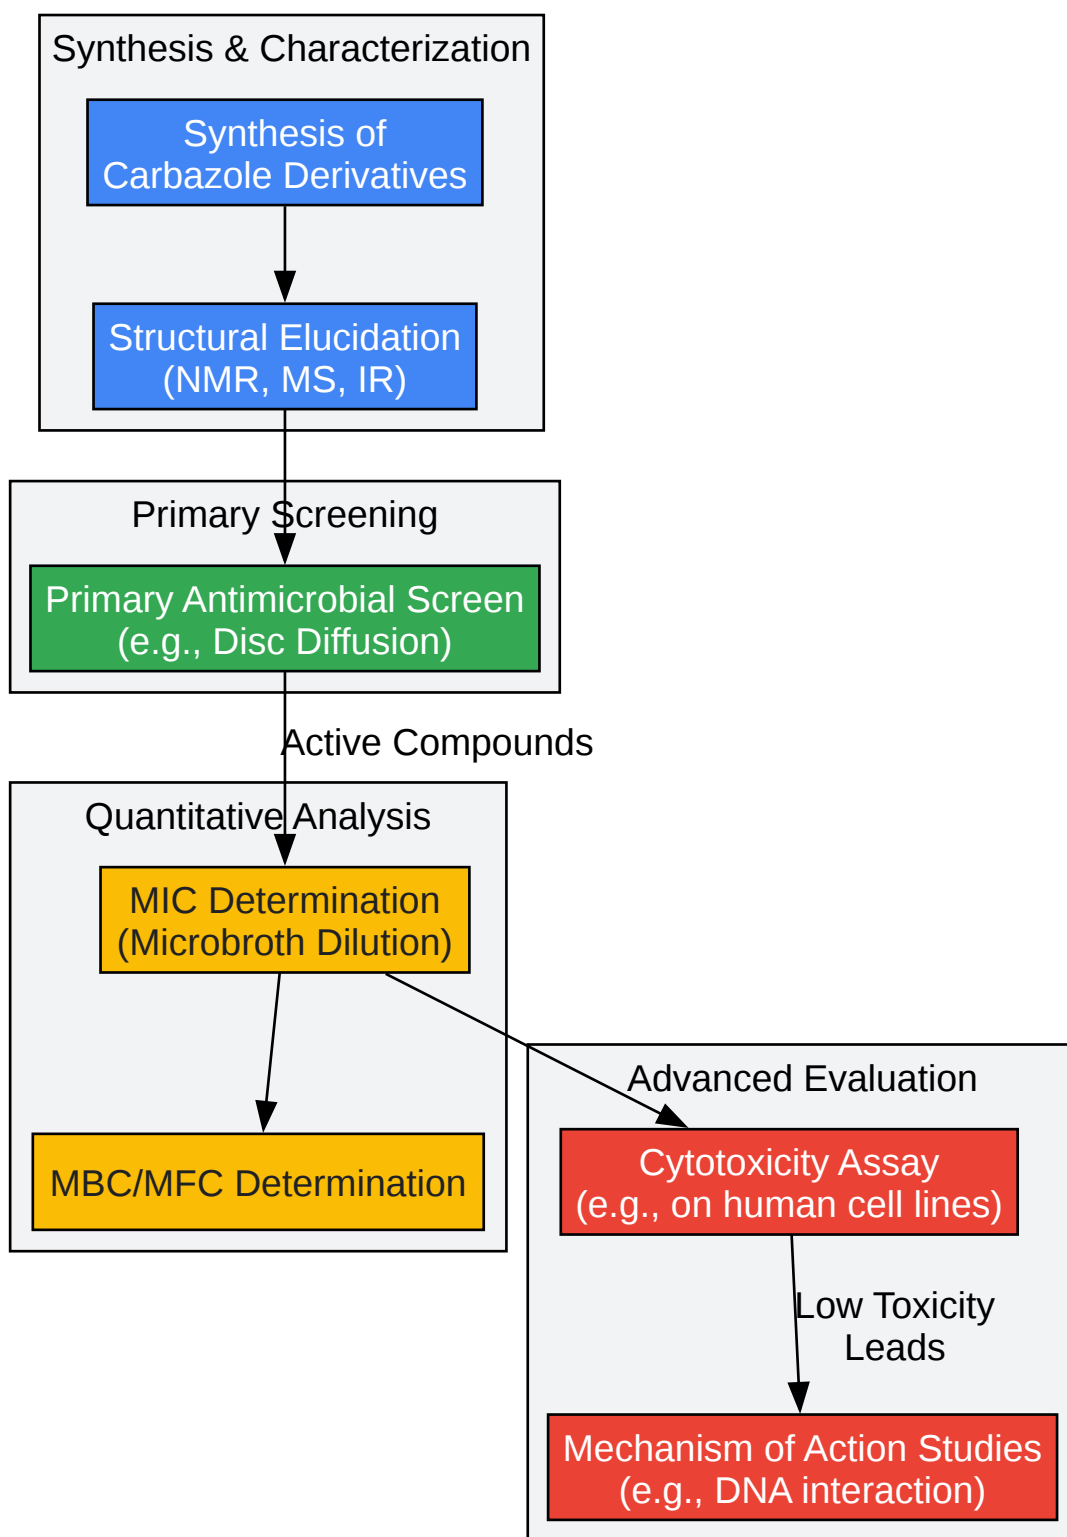 Synthesis & Characterization
Synthesis of
Carbazole Derivatives
Structural Elucidation
(NMR, MS, IR)
Primary Screening
Primary Antimicrobial Screen
(e.g., Disc Diffusion)
Active Compounds
Quantitative Analysis
MIC Determination
(Microbroth Dilution)
MBC/MFC Determination
Advanced Evaluation
Cytotoxicity Assay
(e.g., on human cell lines)
Low Toxicity
Leads
Mechanism of Action Studies
(e.g., DNA interaction)